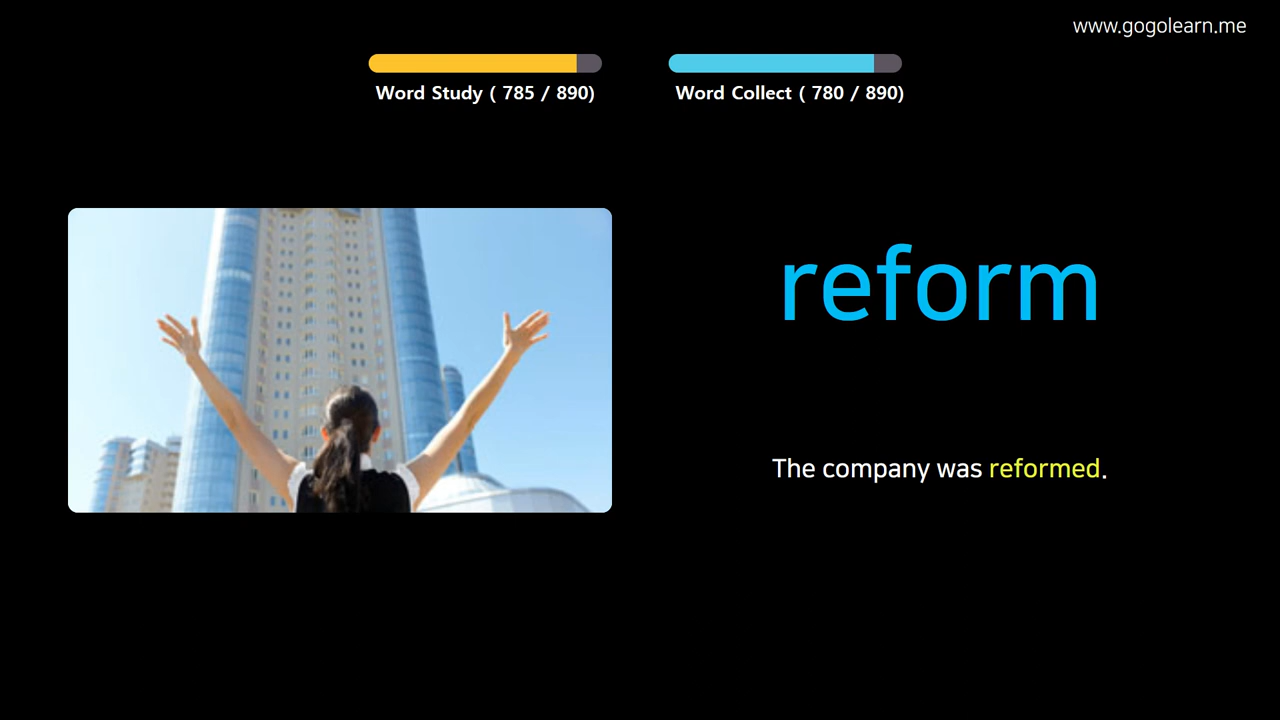 www.gogolearn.me
Word Study ( 785 / 890)
Word Collect ( 780 / 890)
reform
The company was reformed.